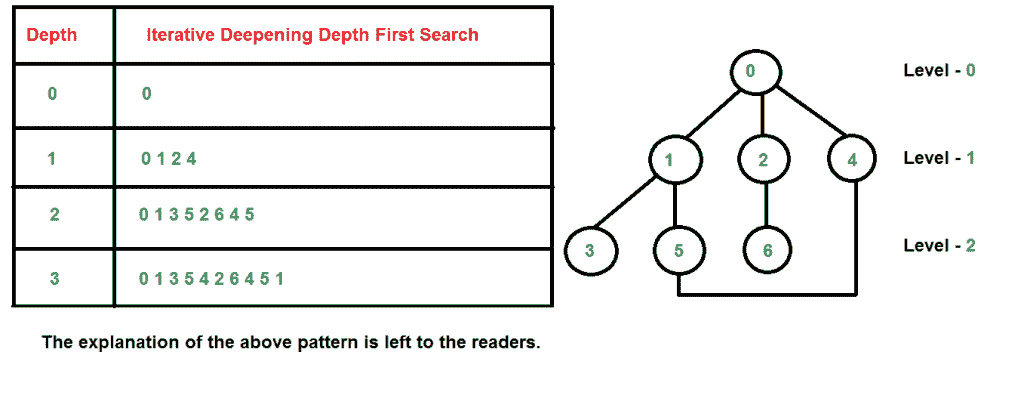 Depth Iterative Deepening Depth First Search
0 0
1 0 1 2 4
2 0 1 3 5 2 6 4 5
3 0 1 3 5 4 2 6 4 5 1
The explanation of the above pattern is left to the readers.
0 Level - 0
1 2 4 Level - 1
3 5 6 Level - 2